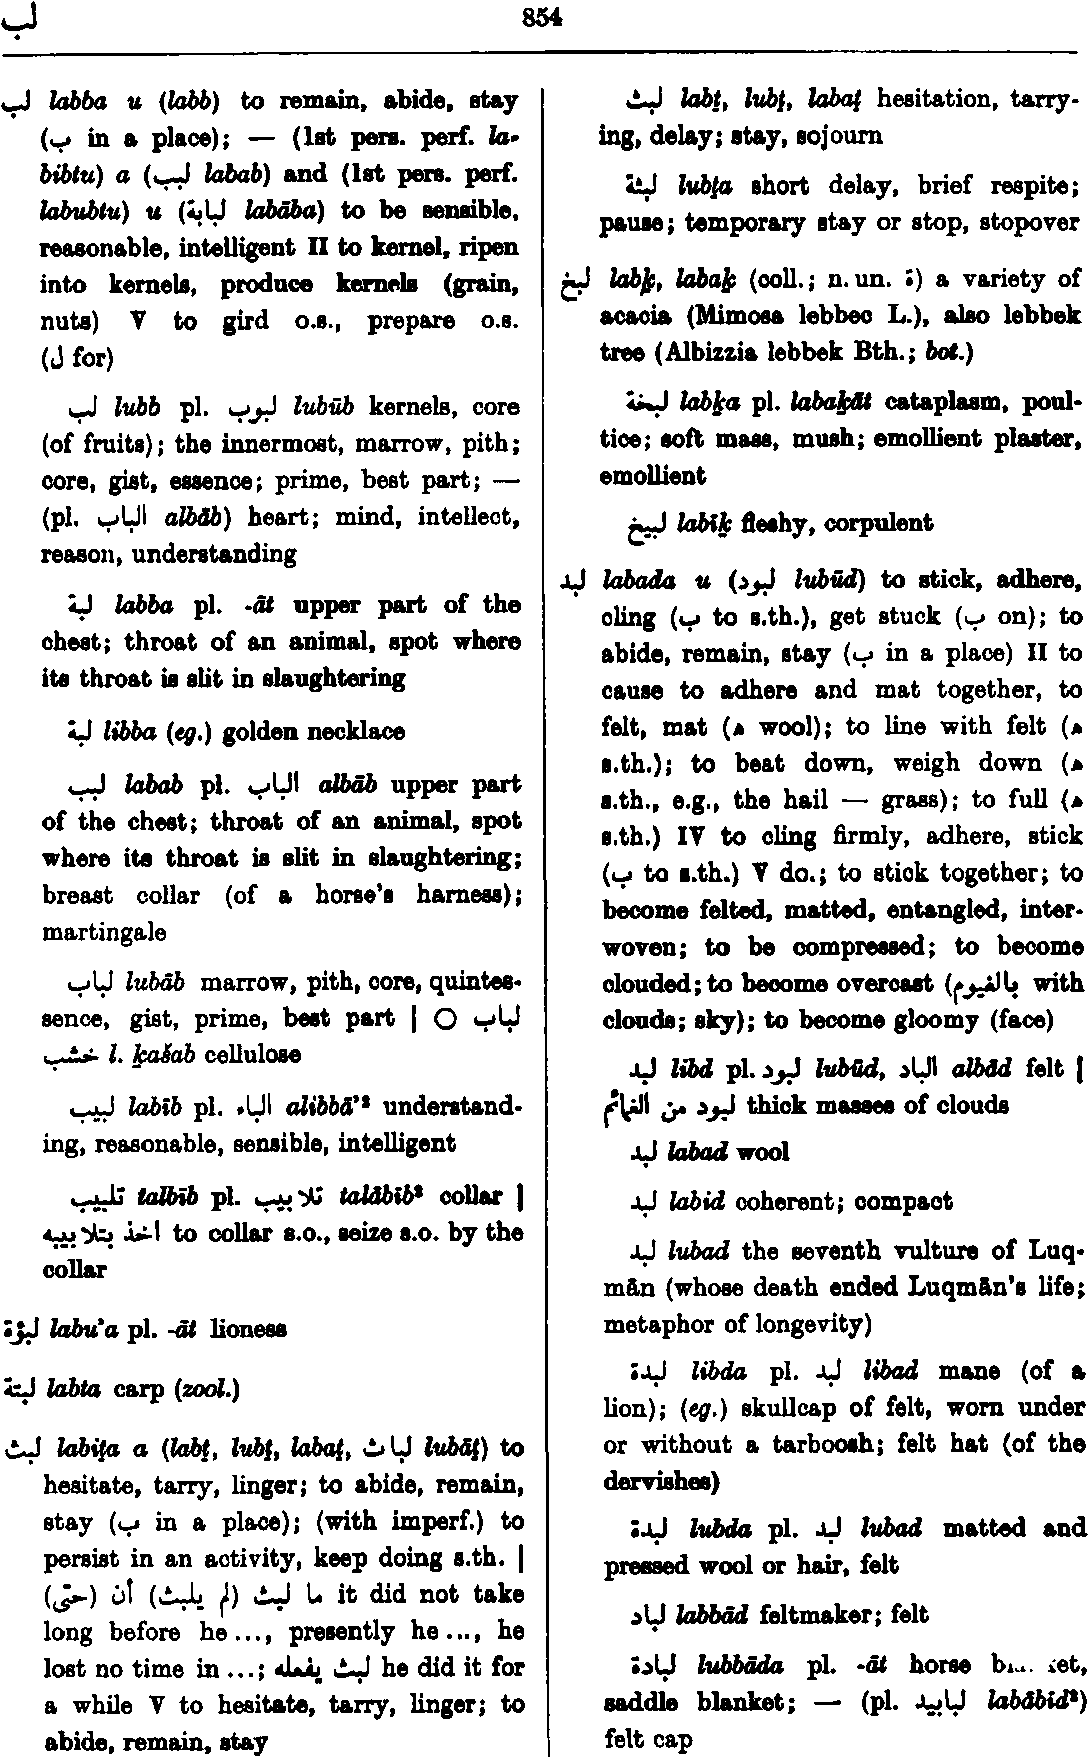 لب
854
لب labba u (labb) to remain, abide, stay
(ب in a place); — (1st pers. perf. la-
bibtu) a (لبب labab) and (1st pers. perf.
labubtu) u (لبابة labāba) to be sensible,
reasonable, intelligent II to kernel, ripen
into kernels, produce kernels (grain,
nuts) V to gird o.s., prepare o.s.
(ل for)
لب lubb pl. لبوب lubūb kernels, core
(of fruits); the innermost, marrow, pith;
core, gist, essence; prime, best part; —
(pl. الباب albāb) heart; mind, intellect,
reason, understanding
لبة labba pl. -āt upper part of the
chest; throat of an animal, spot where
its throat is slit in slaughtering
لبة libba (eg.) golden necklace
لبب labab pl. الباب albāb upper part
of the chest; throat of an animal, spot
where its throat is slit in slaughtering;
breast collar (of a horse's harness);
martingale
لباب lubāb marrow, pith, core, quintes-
sence, gist, prime, best part | ○ لباب
خشب l. ḵašab cellulose
لبيب labīb pl. الباء alibbā'² understand-
ing, reasonable, sensible, intelligent
تلبيب talbīb pl. تلابيب talābīb² collar |
اخذ بتلابيبه to collar s.o., seize s.o. by the
collar
لبؤة labu'a pl. -āt lioness
لبتة labta carp (zool.)
لبث labiṯa a (labṯ, lubṯ, labaṯ, لباث lubāṯ) to
hesitate, tarry, linger; to abide, remain,
stay (ب in a place); (with imperf.) to
persist in an activity, keep doing s.th. |
ما لبث (لم يلبث) أن (حتى) it did not take
long before he ..., presently he ..., he
lost no time in ...; لبث يفعله he did it for
a while V to hesitate, tarry, linger; to
abide, remain, stay
لبث labṯ, lubṯ, labaṯ hesitation, tarry-
ing, delay; stay, sojourn
لبثة lubṯa short delay, brief respite;
pause; temporary stay or stop, stopover
لبخ labḵ, labaḵ (coll.; n. un. ة) a variety of
acacia (Mimosa lebbec L.), also lebbek
tree (Albizzia lebbek Bth.; bot.)
لبخة labḵa pl. labaḵāt cataplasm, poul-
tice; soft mass, mush; emollient plaster,
emollient
لبيخ labīḵ fleshy, corpulent
لبد labada u (لبود lubūd) to stick, adhere,
cling (ب to s.th.), get stuck (ب on); to
abide, remain, stay (ب in a place) II to
cause to adhere and mat together, to
felt, mat (ه wool); to line with felt (ه
s.th.); to beat down, weigh down (ه
s.th., e.g., the hail — grass); to full (ه
s.th.) IV to cling firmly, adhere, stick
(ب to s.th.) V do.; to stick together; to
become felted, matted, entangled, inter-
woven; to be compressed; to become
clouded; to become overcast (بالغيوم with
clouds; sky); to become gloomy (face)
لبد libd pl. لبود lubūd, الباد albād felt |
لبود من الغمائم thick masses of clouds
لبد labad wool
لبد labid coherent; compact
لبد lubad the seventh vulture of Luq-
mān (whose death ended Luqmān's life;
metaphor of longevity)
لبدة libda pl. لبد libad mane (of a
lion); (eg.) skullcap of felt, worn under
or without a tarboosh; felt hat (of the
dervishes)
لبدة lubda pl. لبد lubad matted and
pressed wool or hair, felt
لباد labbād feltmaker; felt
لبادة lubbāda pl. -āt horse
saddle blanket; — (pl. لبابيد labābīd²)
felt cap